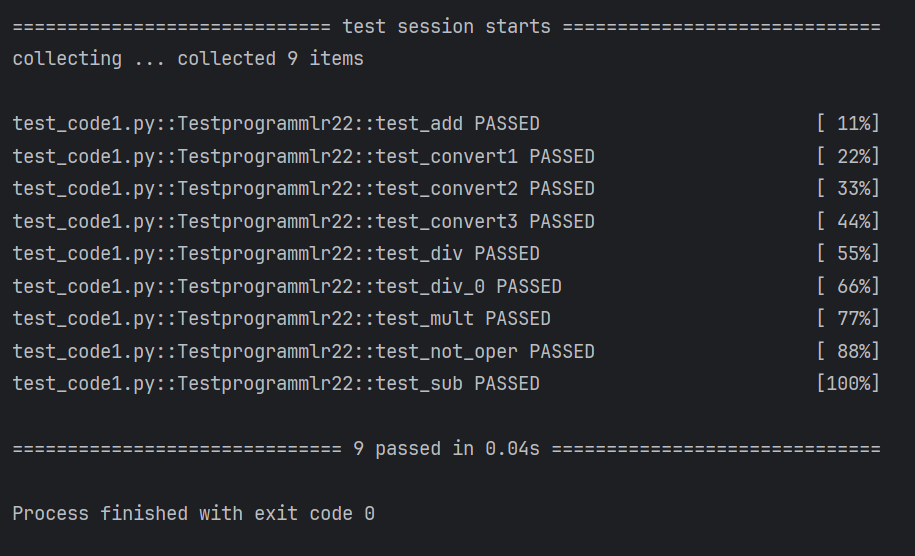 ============================= test session starts =============================
collecting ... collected 9 items
test_code1.py::Testprogrammlr22::test_add PASSED                         [ 11%]
test_code1.py::Testprogrammlr22::test_convert1 PASSED                    [ 22%]
test_code1.py::Testprogrammlr22::test_convert2 PASSED                    [ 33%]
test_code1.py::Testprogrammlr22::test_convert3 PASSED                    [ 44%]
test_code1.py::Testprogrammlr22::test_div PASSED                         [ 55%]
test_code1.py::Testprogrammlr22::test_div_0 PASSED                       [ 66%]
test_code1.py::Testprogrammlr22::test_mult PASSED                        [ 77%]
test_code1.py::Testprogrammlr22::test_not_oper PASSED                    [ 88%]
test_code1.py::Testprogrammlr22::test_sub PASSED                         [100%]
============================== 9 passed in 0.04s ==============================
Process finished with exit code 0